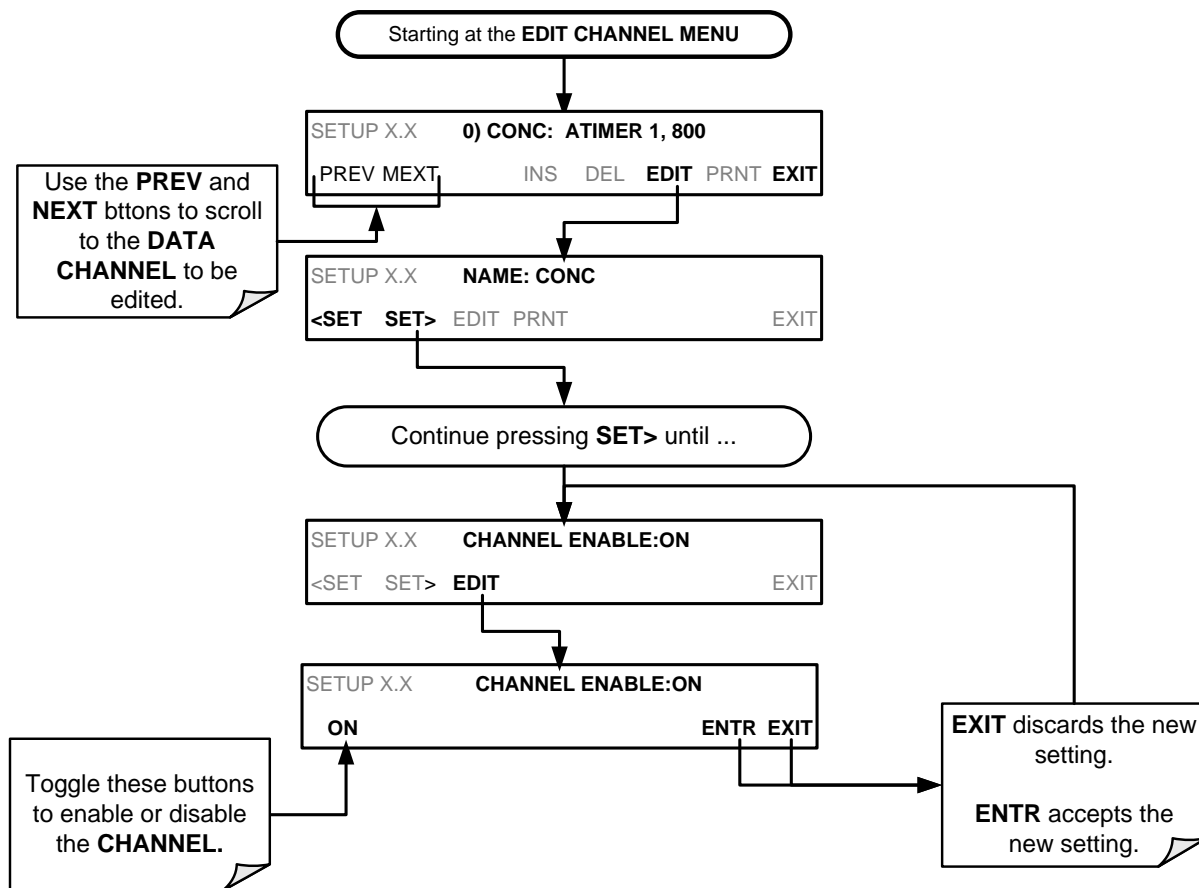 Starting at the EDIT CHANNEL MENU
SETUP X.X 0) CONC: ATIMER 1, 800
PREV MEXT INS DEL EDIT PRNT EXIT
Use the PREV and
NEXT bttons to scroll
to the DATA
CHANNEL to be
edited.
SETUP X.X NAME: CONC
<SET SET> EDIT PRNT EXIT
Continue pressing SET> until ...
SETUP X.X CHANNEL ENABLE:ON
<SET SET> EDIT EXIT
SETUP X.X CHANNEL ENABLE:ON
ON ENTR EXIT
Toggle these buttons
to enable or disable
the CHANNEL.
EXIT discards the new
setting.
ENTR accepts the
new setting.